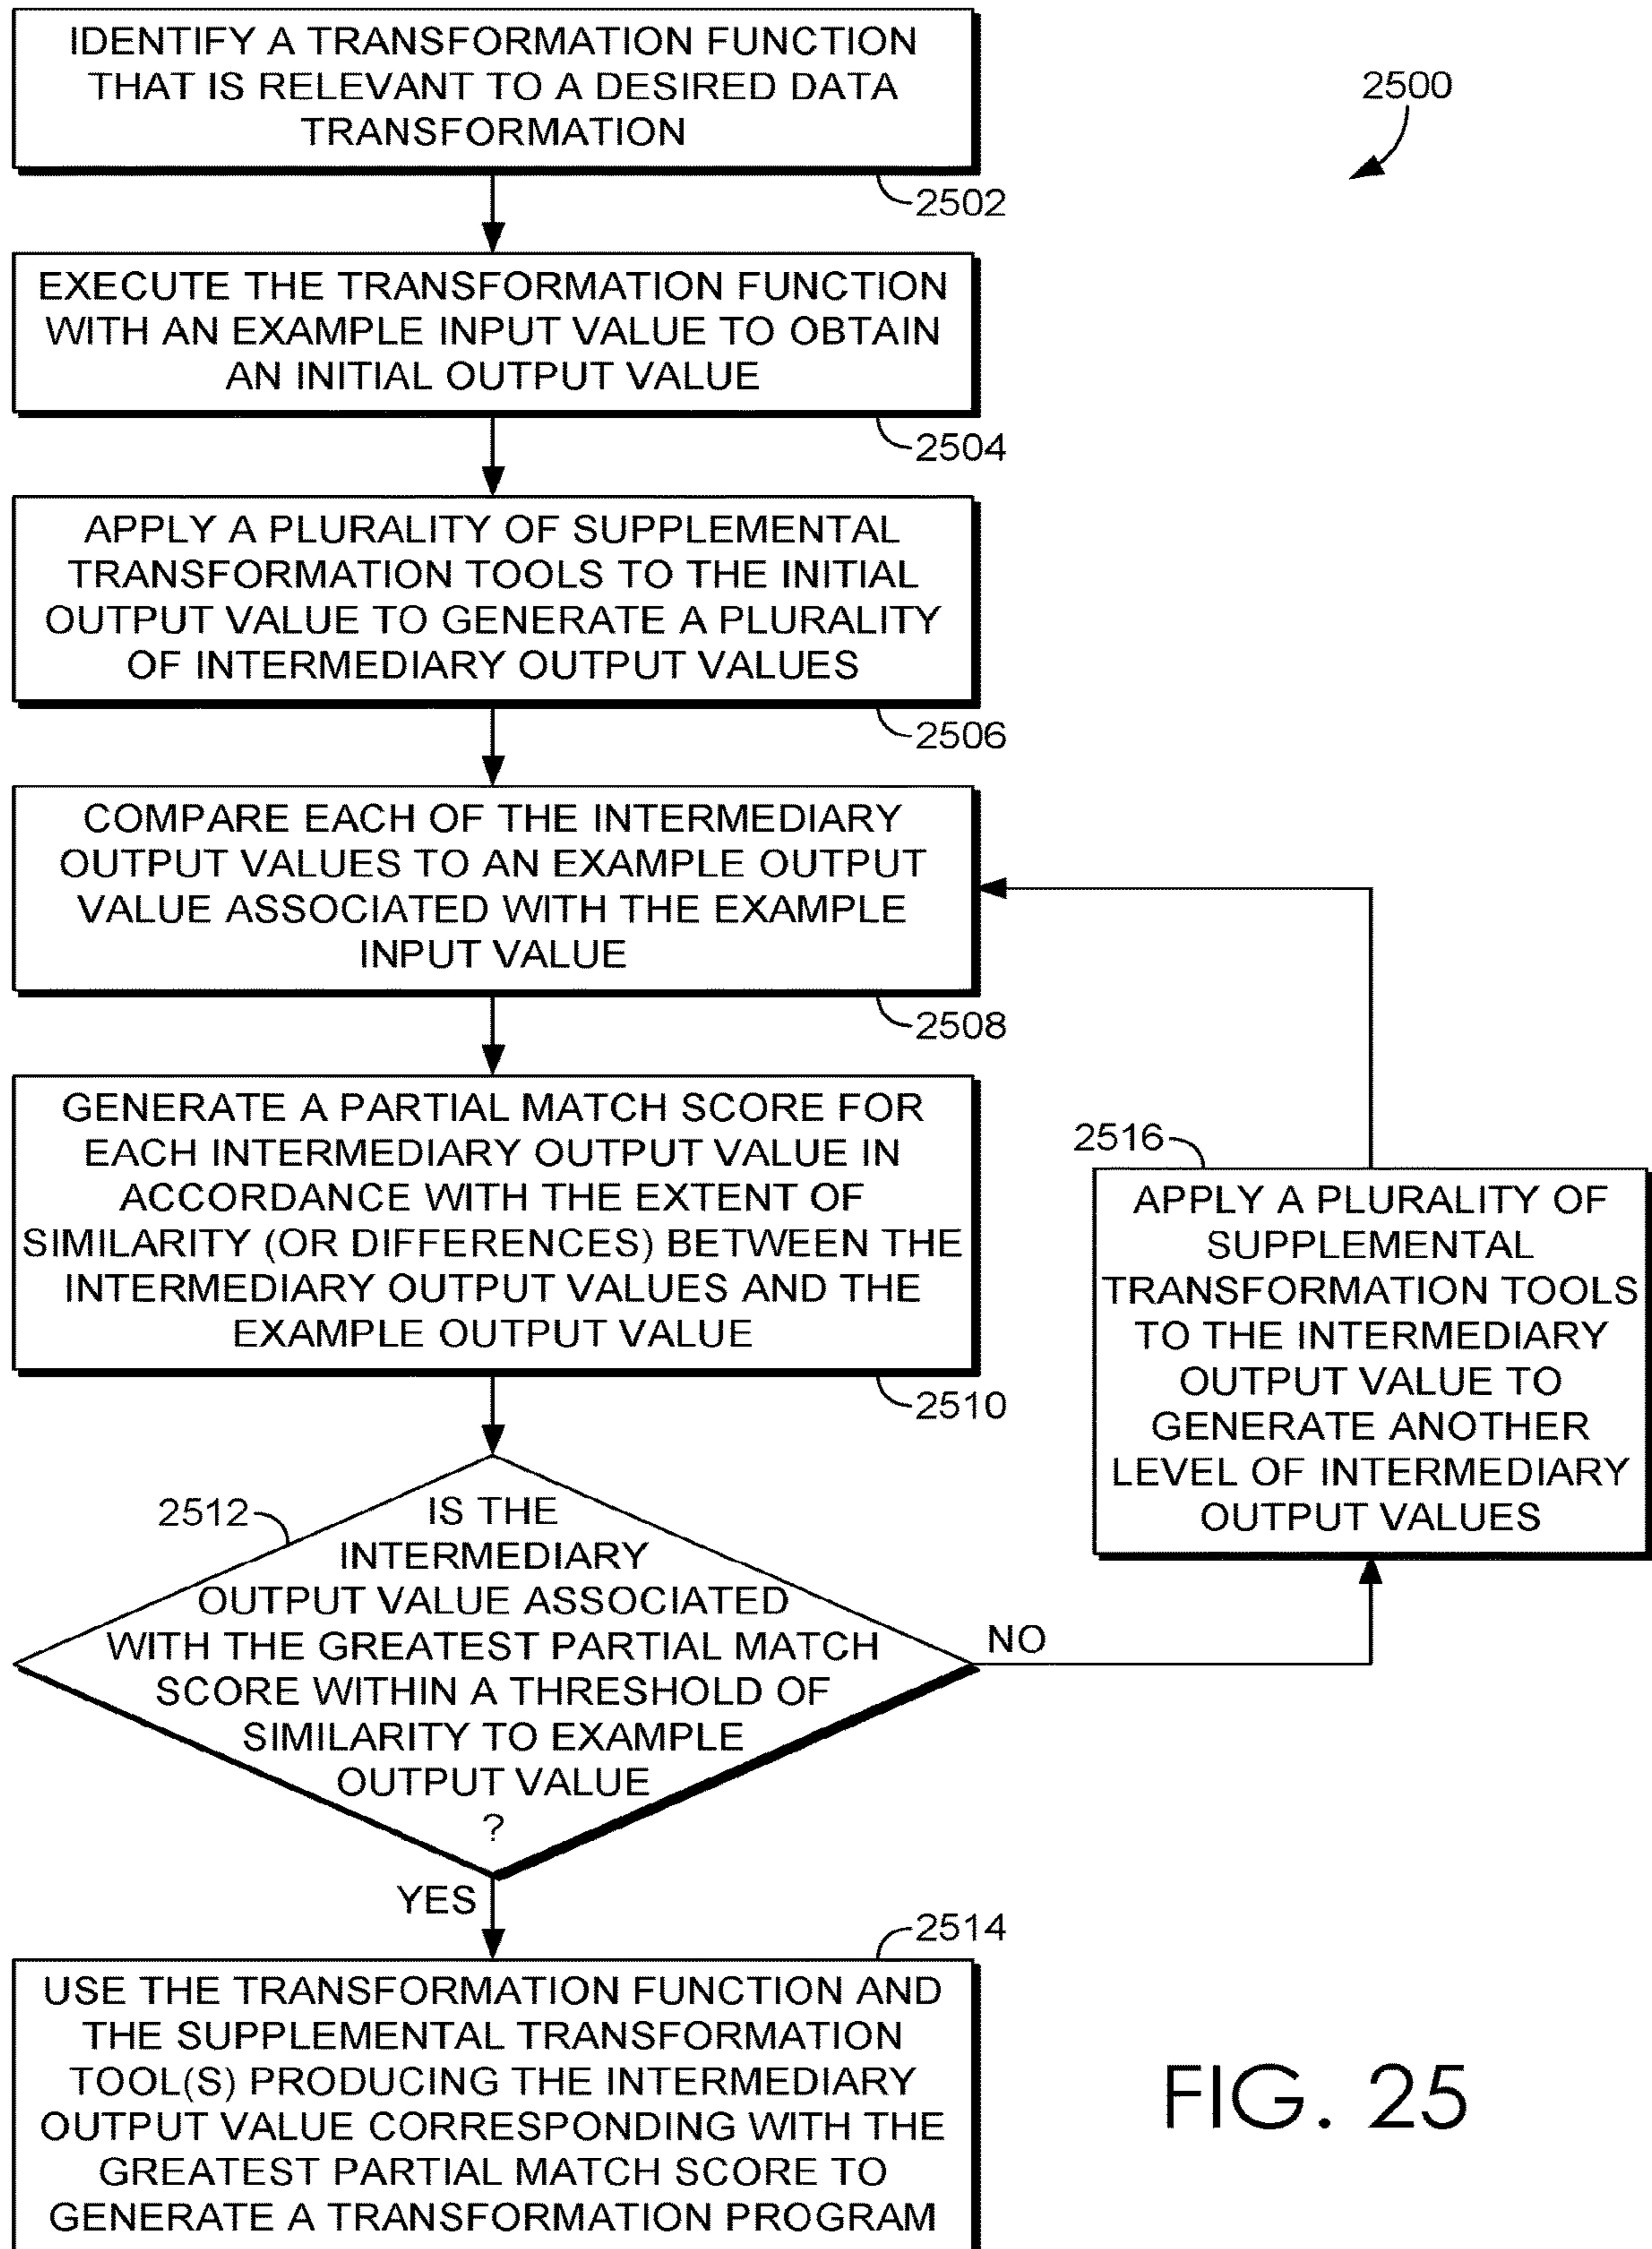 IDENTIFY A TRANSFORMATION FUNCTION
THAT IS RELEVANT TO A DESIRED DATA
TRANSFORMATION
2500
2502
EXECUTE THE TRANSFORMATION FUNCTION
WITH AN EXAMPLE INPUT VALUE TO OBTAIN
AN INITIAL OUTPUT VALUE
2504
APPLY A PLURALITY OF SUPPLEMENTAL
TRANSFORMATION TOOLS TO THE INITIAL
OUTPUT VALUE TO GENERATE A PLURALITY
OF INTERMEDIARY OUTPUT VALUES
2506
COMPARE EACH OF THE INTERMEDIARY
OUTPUT VALUES TO AN EXAMPLE OUTPUT
VALUE ASSOCIATED WITH THE EXAMPLE
INPUT VALUE
2508
GENERATE A PARTIAL MATCH SCORE FOR
EACH INTERMEDIARY OUTPUT VALUE IN
ACCORDANCE WITH THE EXTENT OF
SIMILARITY (OR DIFFERENCES) BETWEEN THE
INTERMEDIARY OUTPUT VALUES AND THE
EXAMPLE OUTPUT VALUE
2510
2516
APPLY A PLURALITY OF
SUPPLEMENTAL
TRANSFORMATION TOOLS
TO THE INTERMEDIARY
OUTPUT VALUE TO
GENERATE ANOTHER
LEVEL OF INTERMEDIARY
OUTPUT VALUES
2512
IS THE
INTERMEDIARY
OUTPUT VALUE ASSOCIATED
WITH THE GREATEST PARTIAL MATCH
SCORE WITHIN A THRESHOLD OF
SIMILARITY TO EXAMPLE
OUTPUT VALUE
?
NO
YES
2514
USE THE TRANSFORMATION FUNCTION AND
THE SUPPLEMENTAL TRANSFORMATION
TOOL(S) PRODUCING THE INTERMEDIARY
OUTPUT VALUE CORRESPONDING WITH THE
GREATEST PARTIAL MATCH SCORE TO
GENERATE A TRANSFORMATION PROGRAM
FIG. 25